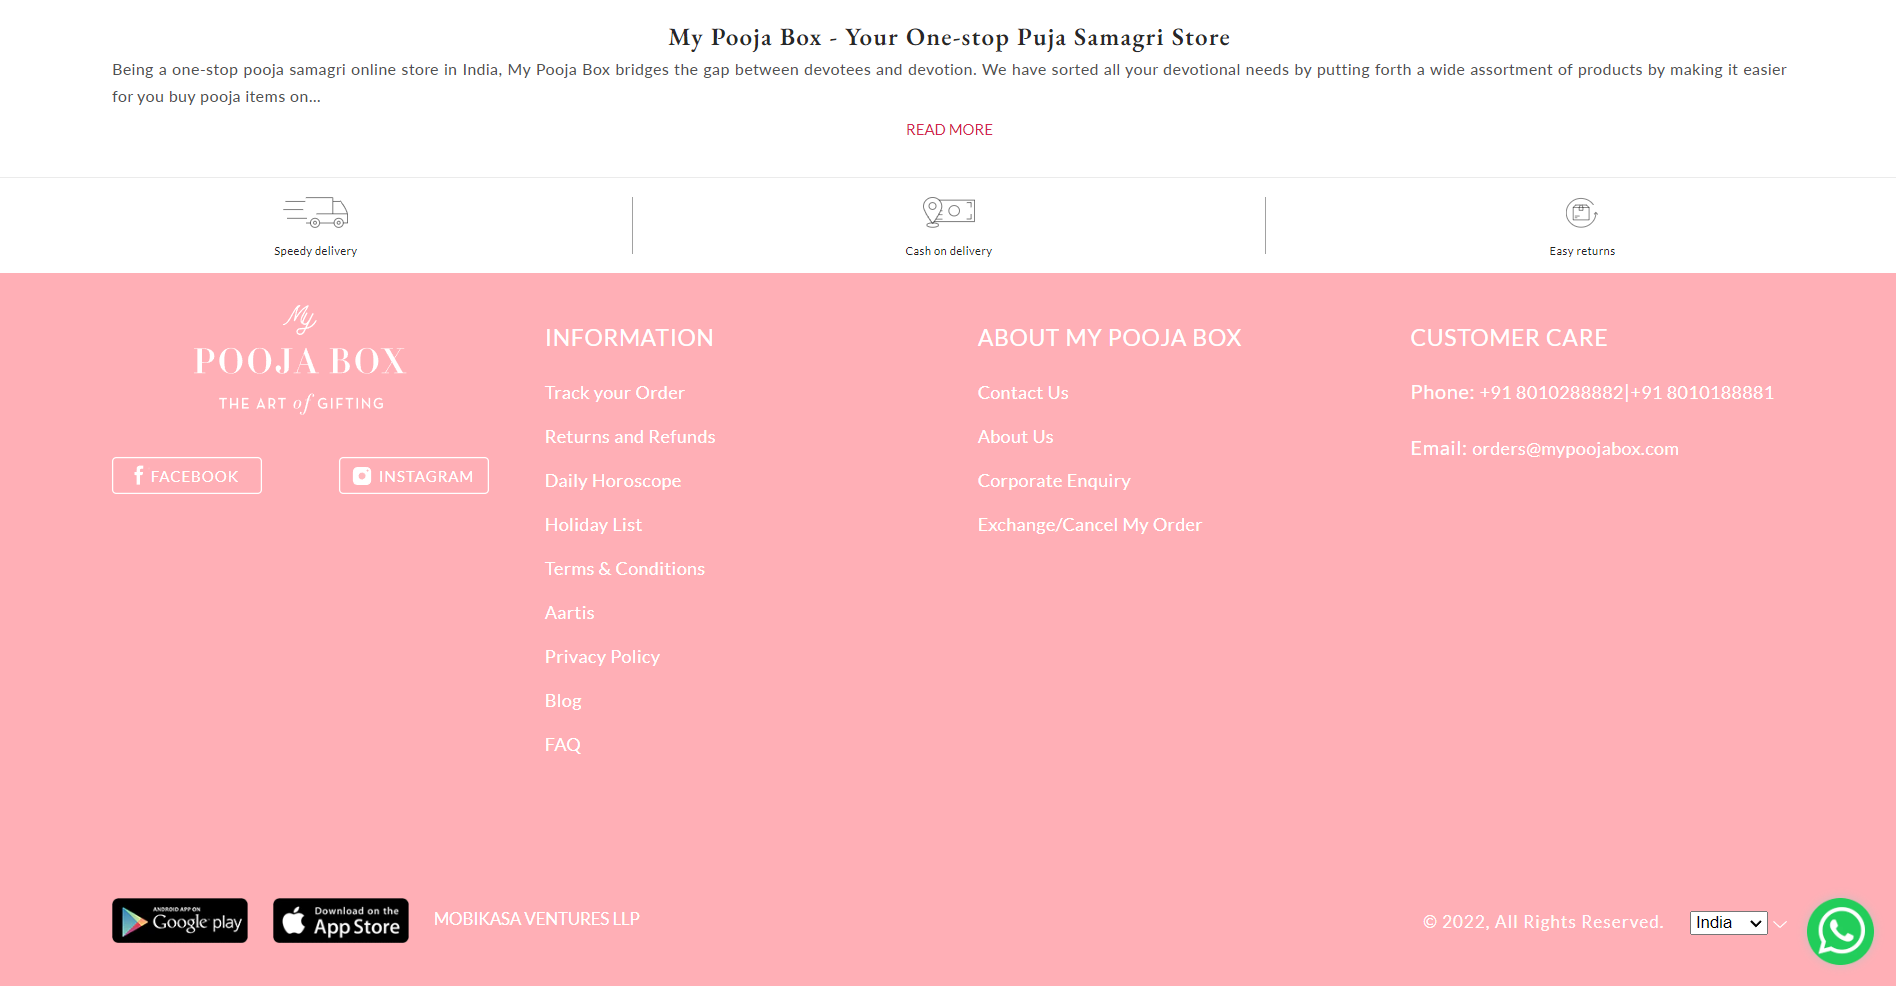 My Pooja Box - Your One-stop Puja Samagri Store
Being a one-stop pooja samagri online store in India, My Pooja Box bridges the gap between devotees and devotion. We have sorted all your devotional needs by putting forth a wide assortment of products by making it easier
for you buy pooja items on...
READ MORE
Speedy delivery
Cash on delivery
Easy returns
My
POOJA BOX
THE ART of GIFTING
FACEBOOK
INSTAGRAM
INFORMATION
Track your Order
Returns and Refunds
Daily Horoscope
Holiday List
Terms & Conditions
Aartis
Privacy Policy
Blog
FAQ
ABOUT MY POOJA BOX
Contact Us
About Us
Corporate Enquiry
Exchange/Cancel My Order
CUSTOMER CARE
Phone: +91 8010288882|+91 8010188881
Email: orders@mypoojabox.com
ANDROID APP ON
Google play
Download on the
App Store
MOBIKASA VENTURES LLP
© 2022, All Rights Reserved.
India